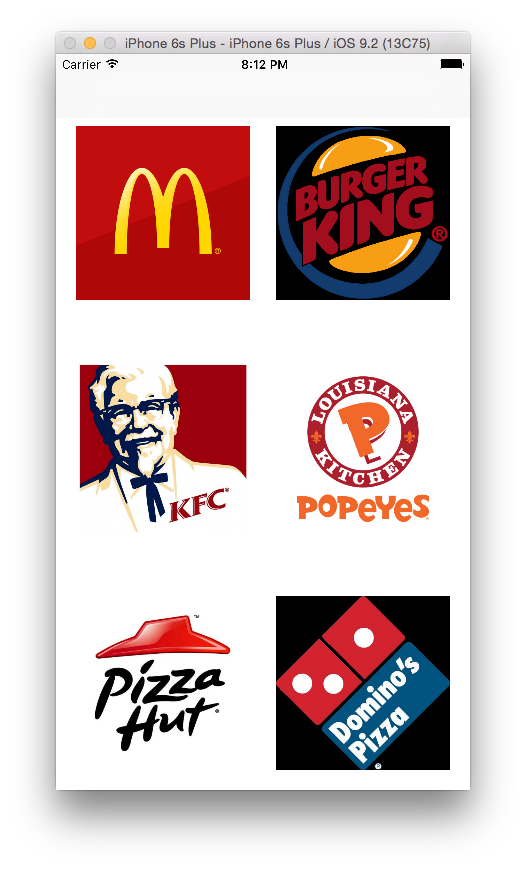 iPhone 6s Plus - iPhone 6s Plus / iOS 9.2 (13C75)
Carrier 8:12 PM
M
®
BURGER
KING
®
KFC®
LOUISIANA
P
KITCHEN
POPEYES
Pizza
Hut
™
®
Domino's
Pizza
®